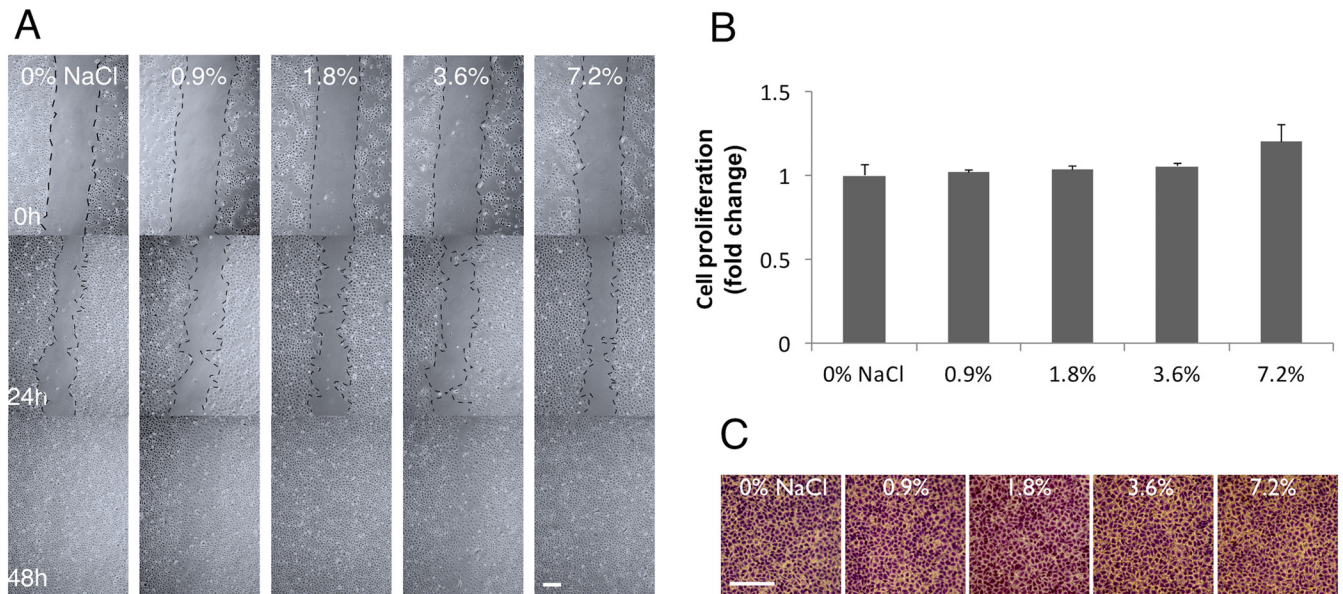 A
0% NaCl 0.9% 1.8% 3.6% 7.2%
0h
24h
48h
B
Cell proliferation
(fold change)
1.5
1
0.5
0
0% NaCl 0.9% 1.8% 3.6% 7.2%
C
0% NaCl 0.9% 1.8% 3.6% 7.2%